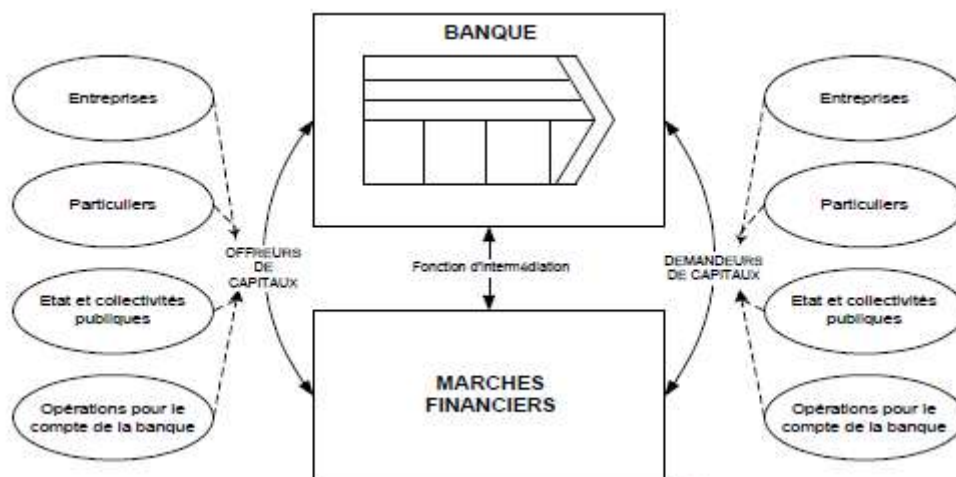 BANQUE
Entreprises
Particuliers
Etat et collectivités
publiques
Opérations pour le
compte de la banque
OFFREURS
DE
CAPITAUX
Fonction d'intermédiation
MARCHES
FINANCIERS
DEMANDEURS
DE CAPITAUX
Entreprises
Particuliers
Etat et collectivités
publiques
Opérations pour le
compte de la banque